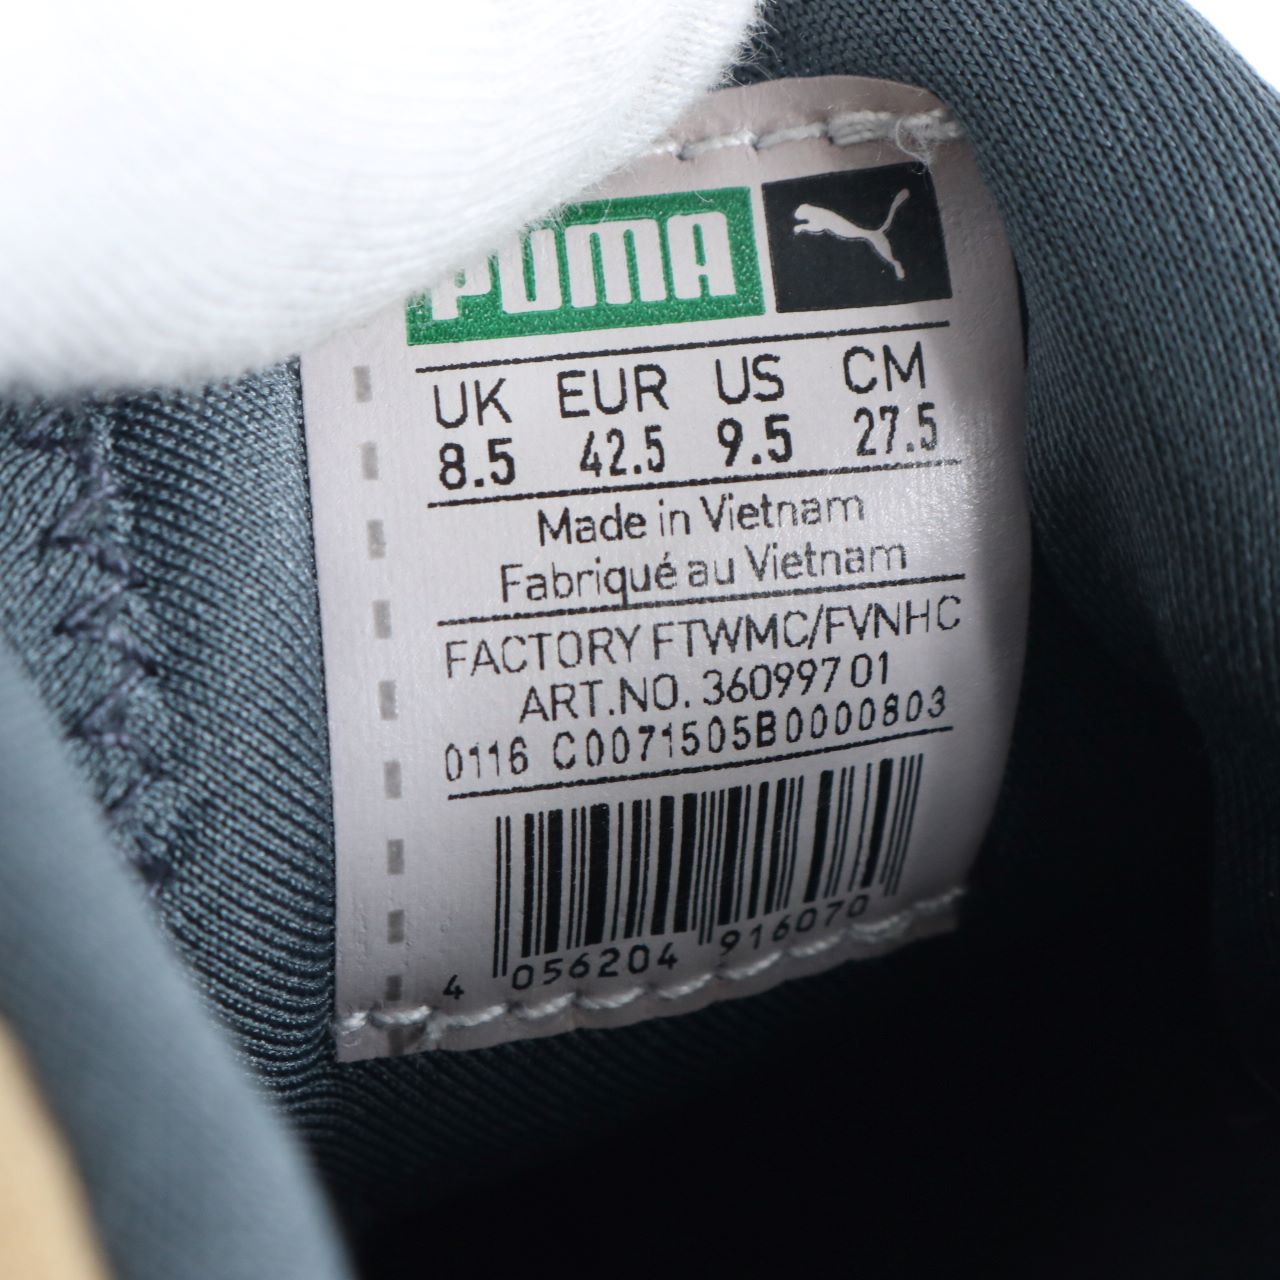 PUMA
UK EUR US CM
8.5 42.5 9.5 27.5
Made in Vietnam
Fabriqué au Vietnam
FACTORY FTWMC/FVNHC
ART.NO. 360997 01
0116 C0071505B0000803
4 056204 916070